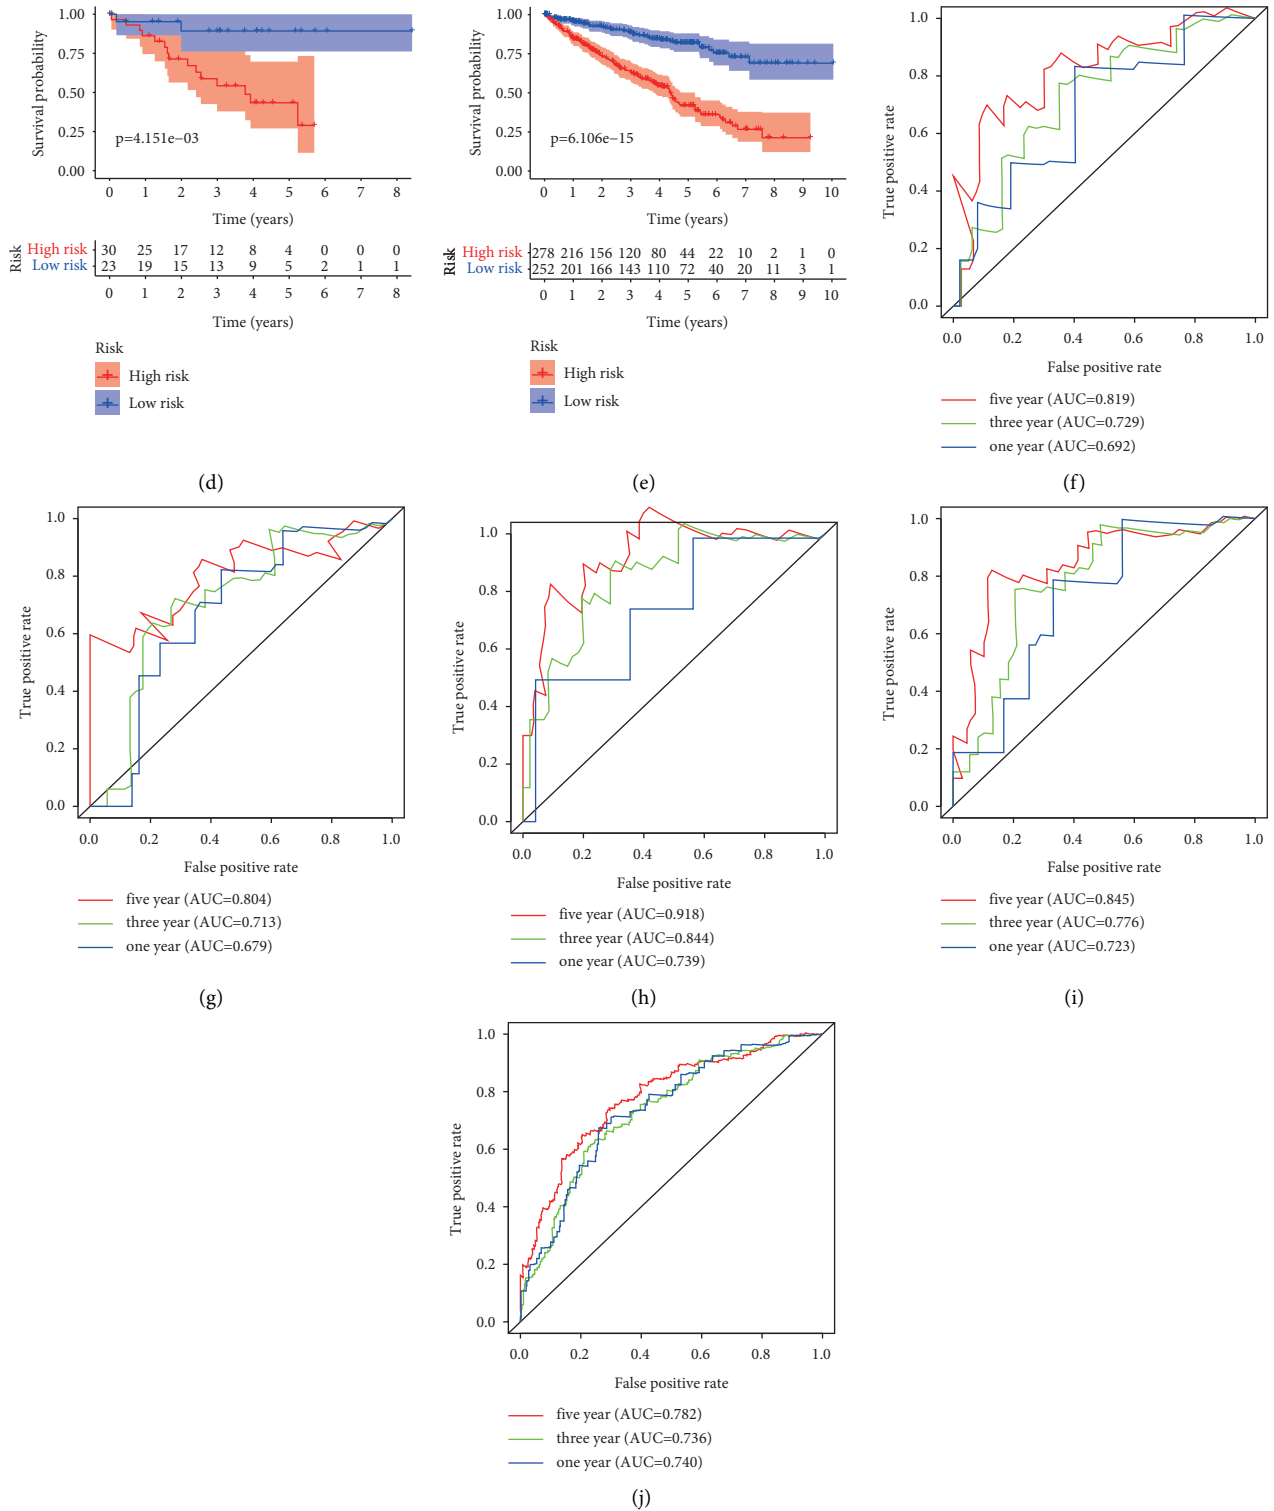 1.00
0.75
0.50
0.25
0.00
Survival probability
p=4.151e−03
0 1 2 3 4 5 6 7 8
Time (years)
Risk
High risk 30 25 17 12 8 4 0 0 0
Low risk 23 19 15 13 9 5 2 1 1
0 1 2 3 4 5 6 7 8
Time (years)
Risk
High risk
Low risk
(d)
1.00
0.75
0.50
0.25
0.00
Survival probability
p=6.106e−15
0 1 2 3 4 5 6 7 8 9 10
Time (years)
Risk
High risk 278 216 156 120 80 44 22 10 2 1 0
Low risk 252 201 166 143 110 72 40 20 11 3 1
0 1 2 3 4 5 6 7 8 9 10
Time (years)
Risk
High risk
Low risk
(e)
1.0
0.8
0.6
0.4
0.2
0.0
True positive rate
0.0 0.2 0.4 0.6 0.8 1.0
False positive rate
five year (AUC=0.819)
three year (AUC=0.729)
one year (AUC=0.692)
(f)
1.0
0.8
0.6
0.4
0.2
0.0
True positive rate
0.0 0.2 0.4 0.6 0.8 1.0
False positive rate
five year (AUC=0.804)
three year (AUC=0.713)
one year (AUC=0.679)
(g)
1.0
0.8
0.6
0.4
0.2
0.0
True positive rate
0.0 0.2 0.4 0.6 0.8 1.0
False positive rate
five year (AUC=0.918)
three year (AUC=0.844)
one year (AUC=0.739)
(h)
1.0
0.8
0.6
0.4
0.2
0.0
True positive rate
0.0 0.2 0.4 0.6 0.8 1.0
False positive rate
five year (AUC=0.845)
three year (AUC=0.776)
one year (AUC=0.723)
(i)
1.0
0.8
0.6
0.4
0.2
0.0
True positive rate
0.0 0.2 0.4 0.6 0.8 1.0
False positive rate
five year (AUC=0.782)
three year (AUC=0.736)
one year (AUC=0.740)
(j)